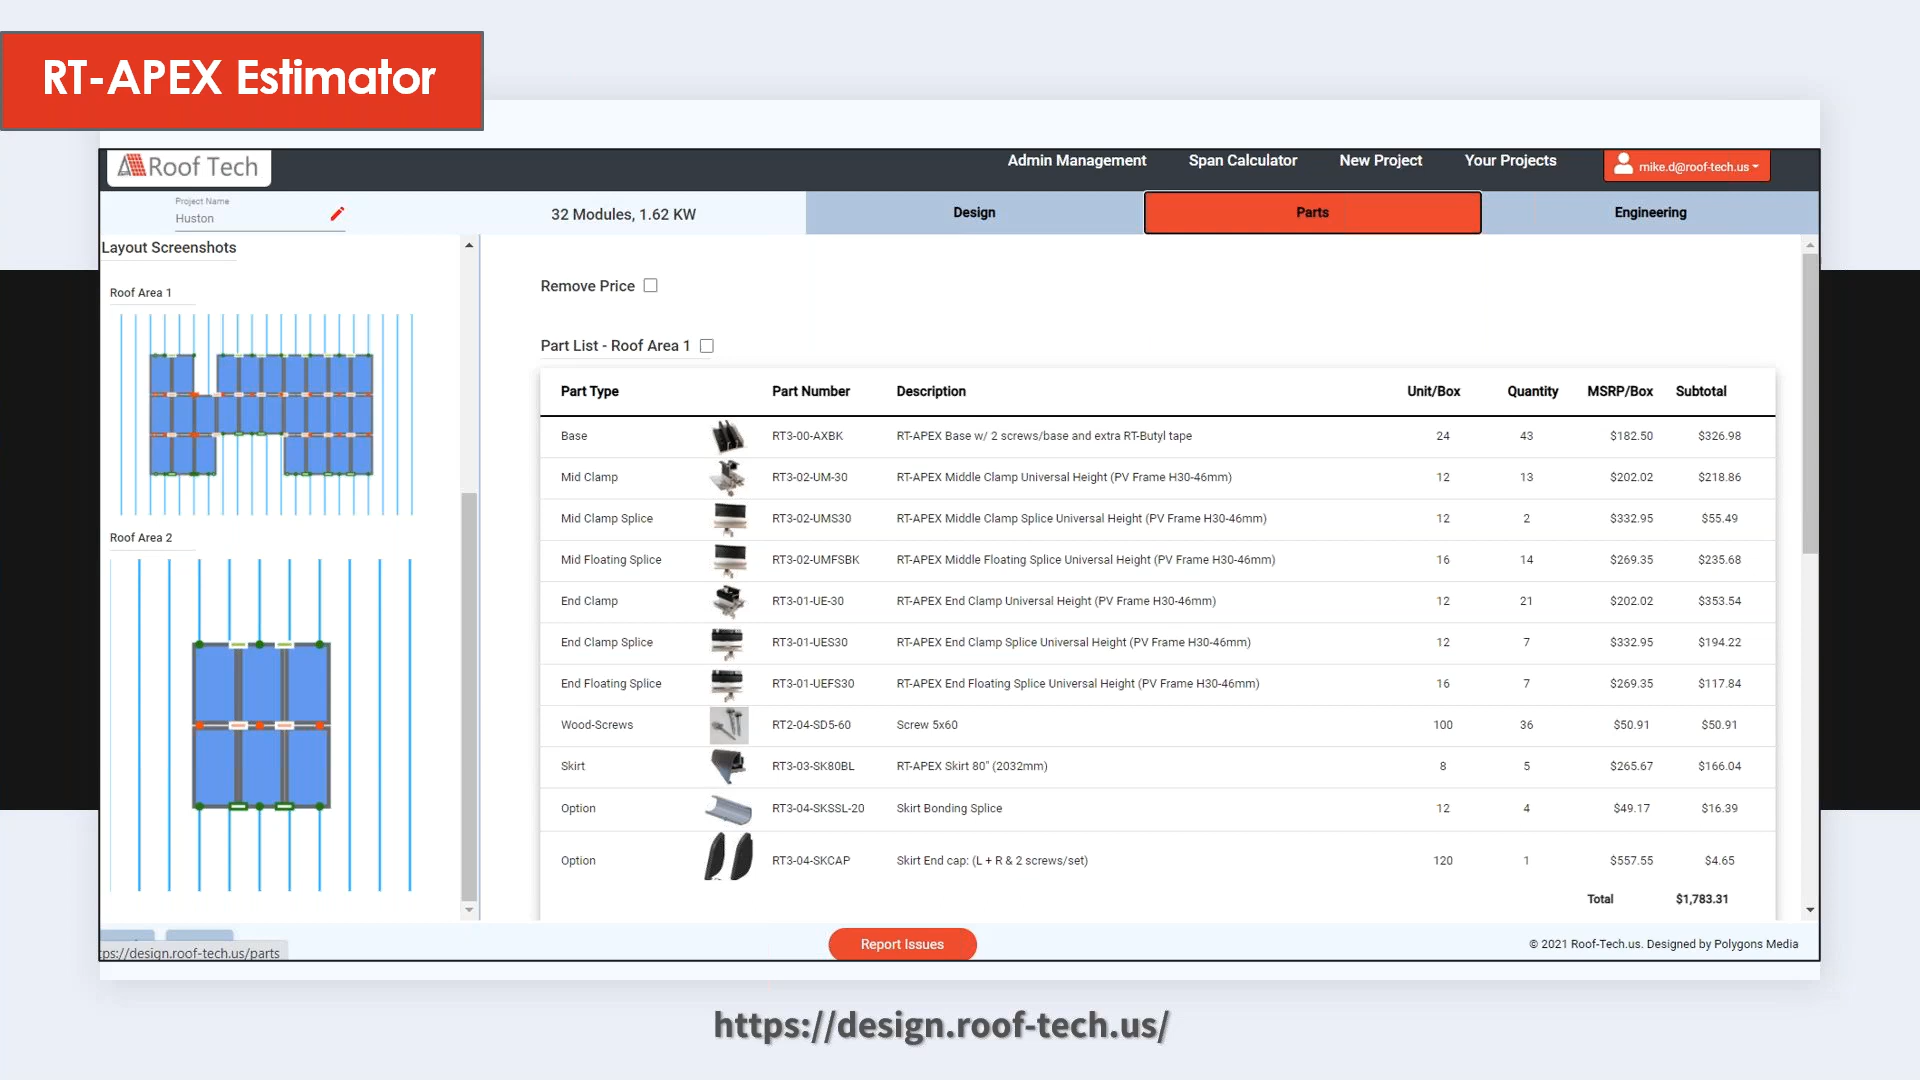 RT-APEX Estimator
Roof Tech
Admin Management Span Calculator New Project Your Projects mike.d@roof-tech.us
Project Name
Huston
32 Modules, 1.62 KW
Design Parts Engineering
Layout Screenshots
Roof Area 1
Roof Area 2
Remove Price
Part List - Roof Area 1
Part Type Part Number Description Unit/Box Quantity MSRP/Box Subtotal
Base RT3-00-AXBK RT-APEX Base w/ 2 screws/base and extra RT-Butyl tape 24 43 $182.50 $326.98
Mid Clamp RT3-02-UM-30 RT-APEX Middle Clamp Universal Height (PV Frame H30-46mm) 12 13 $202.02 $218.86
Mid Clamp Splice RT3-02-UMS30 RT-APEX Middle Clamp Splice Universal Height (PV Frame H30-46mm) 12 2 $332.95 $55.49
Mid Floating Splice RT3-02-UMFSBK RT-APEX Middle Floating Splice Universal Height (PV Frame H30-46mm) 16 14 $269.35 $235.68
End Clamp RT3-01-UE-30 RT-APEX End Clamp Universal Height (PV Frame H30-46mm) 12 21 $202.02 $353.54
End Clamp Splice RT3-01-UES30 RT-APEX End Clamp Splice Universal Height (PV Frame H30-46mm) 12 7 $332.95 $194.22
End Floating Splice RT3-01-UEFS30 RT-APEX End Floating Splice Universal Height (PV Frame H30-46mm) 16 7 $269.35 $117.84
Wood-Screws RT2-04-SD5-60 Screw 5x60 100 36 $50.91 $50.91
Skirt RT3-03-SK80BL RT-APEX Skirt 80" (2032mm) 8 5 $265.67 $166.04
Option RT3-04-SKSSL-20 Skirt Bonding Splice 12 4 $49.17 $16.39
Option RT3-04-SKCAP Skirt End cap: (L + R & 2 screws/set) 120 1 $557.55 $4.65
Total $1,783.31
tps://design.roof-tech.us/parts
Report Issues
© 2021 Roof-Tech.us. Designed by Polygons Media
https://design.roof-tech.us/